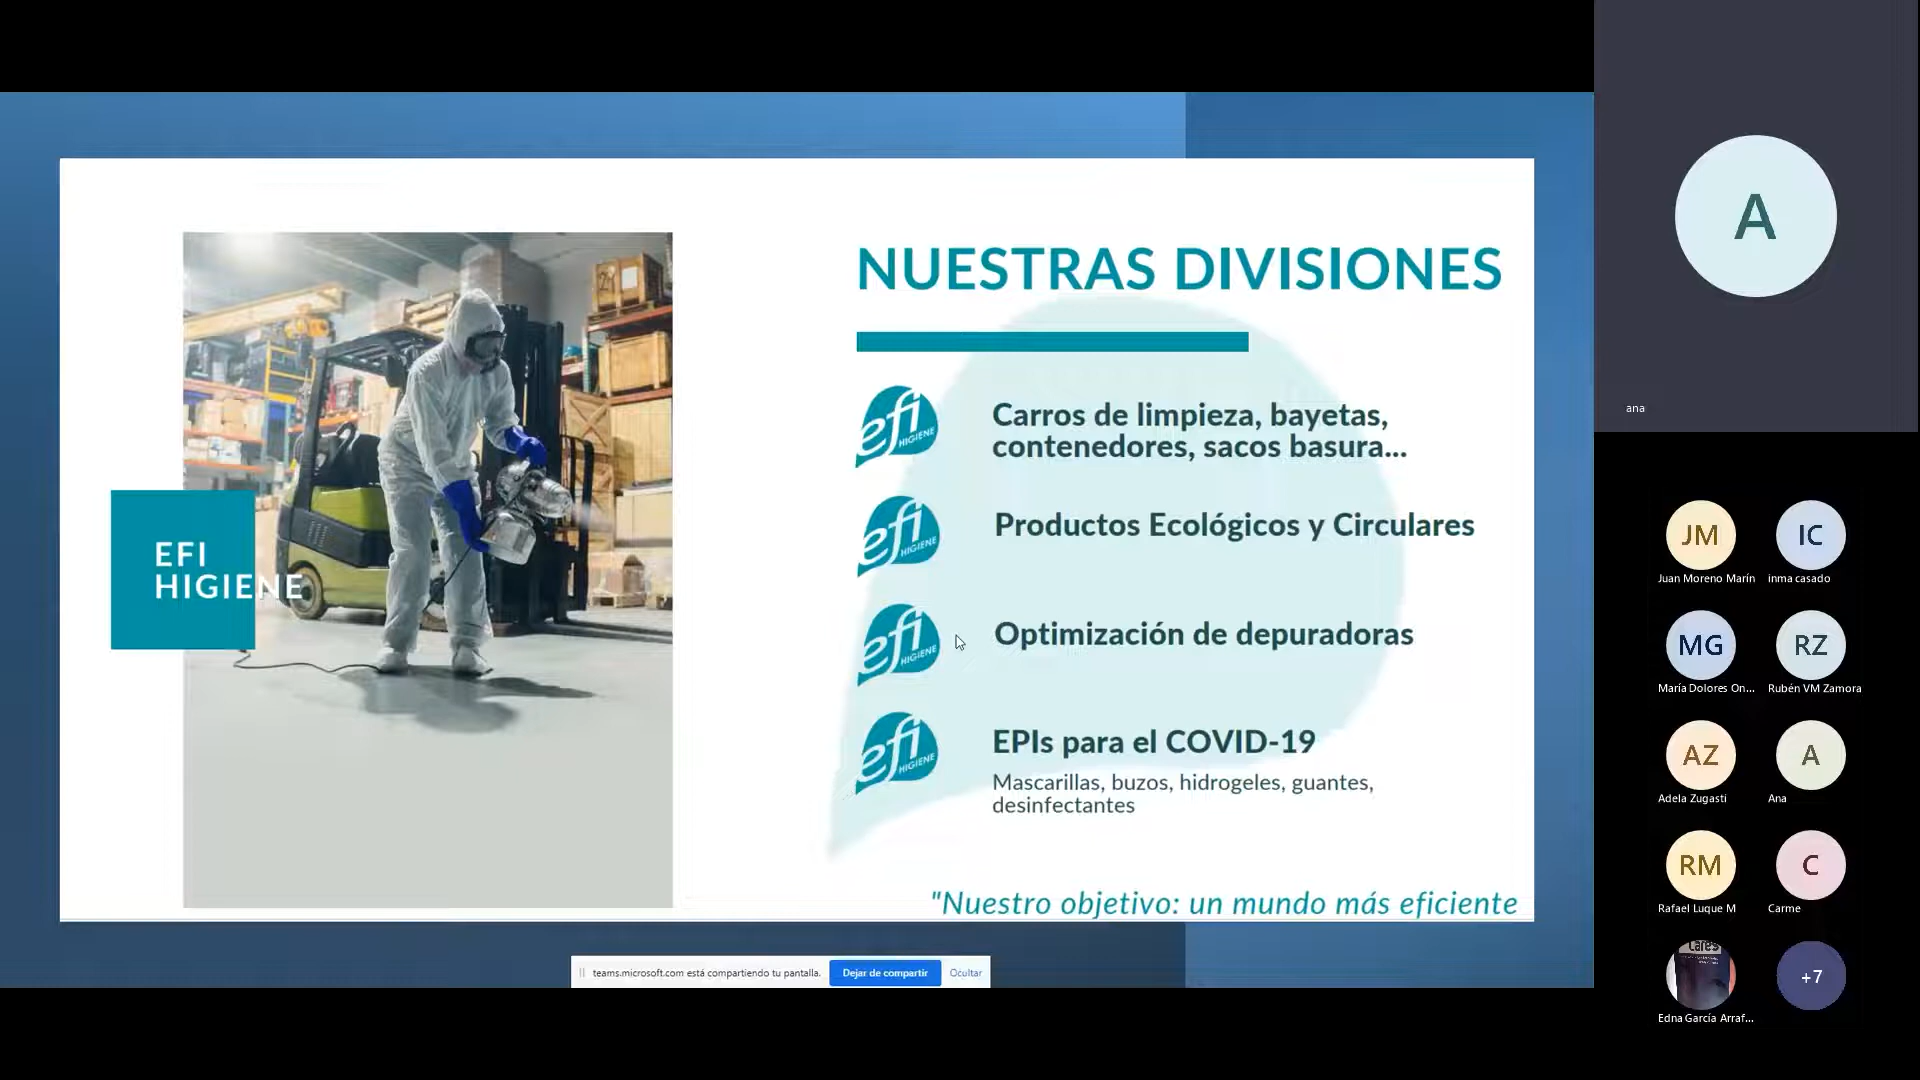 NUESTRAS DIVISIONES
EFI
HIGIENE
efi
HIGIENE
Carros de limpieza, bayetas,
contenedores, sacos basura...
efi
HIGIENE
Productos Ecológicos y Circulares
efi
HIGIENE
Optimización de depuradoras
efi
HIGIENE
EPIs para el COVID-19
Mascarillas, buzos, hidrogeles, guantes,
desinfectantes
"Nuestro objetivo: un mundo más eficiente
teams.microsoft.com está compartiendo tu pantalla.
Dejar de compartir
Ocultar
A
ana
JM
IC
Juan Moreno Marín
inma casado
MG
RZ
María Dolores On...
Rubén VM Zamora
AZ
A
Adela Zugasti
Ana
RM
C
Rafael Luque M
Carme
+7
Edna García Arraf...